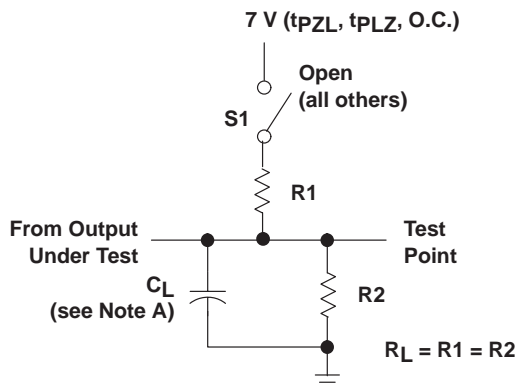 7 V (tPZL, tPLZ, O.C.)
Open
(all others)
S1
R1
From Output
Under Test
Test
Point
CL
(see Note A)
R2
RL = R1 = R2